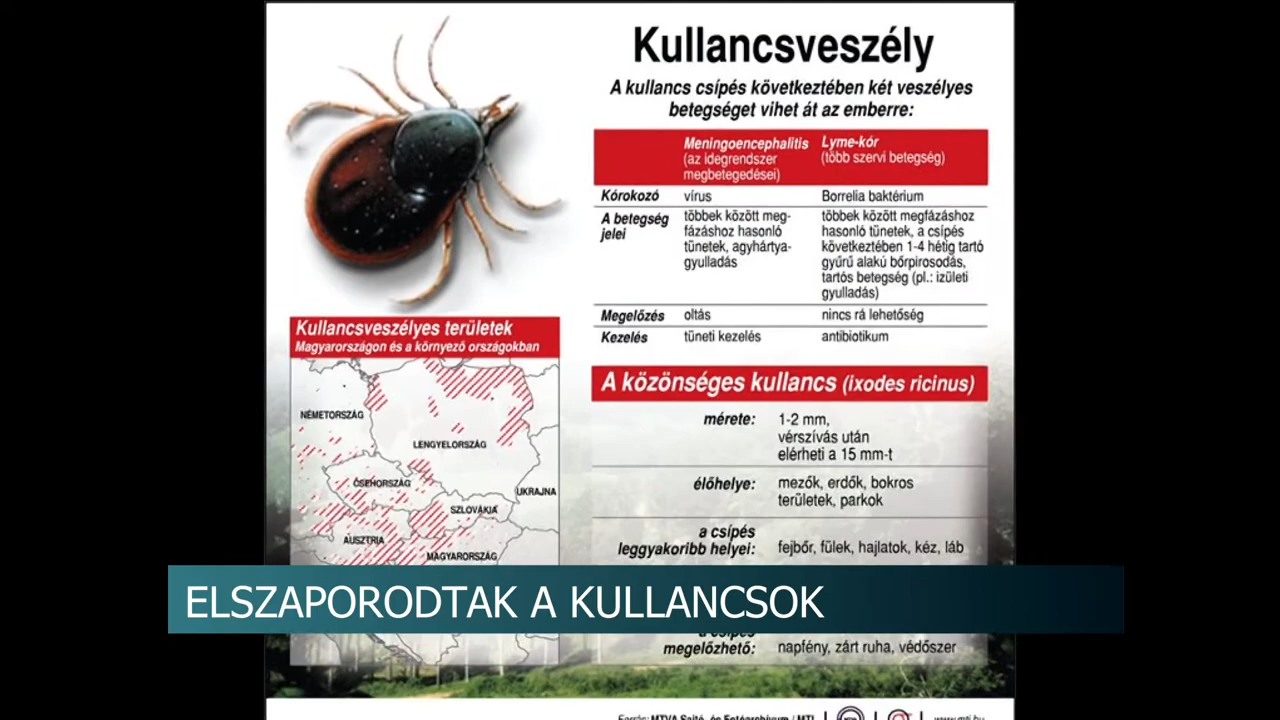 Kullancsveszély
A kullancs csípés következtében két veszélyes
betegséget vihet át az emberre:
Meningoencephalitis
(az idegrendszer
megbetegedései)
Lyme-kór
(több szervi betegség)
Kórokozó
vírus
Borrelia baktérium
A betegség
jelei
többek között meg-
fázáshoz hasonló
tünetek, agyhártya-
gyulladás
többek között megfázáshoz
hasonló tünetek, a csípés
következtében 1-4 hétig tartó
gyűrű alakú bőrpirosodás,
tartós betegség (pl.: izületi
gyulladás)
Megelőzés
oltás
nincs rá lehetőség
Kezelés
tüneti kezelés
antibiotikum
Kullancsveszélyes területek
Magyarországon és a környező országokban
NÉMETORSZÁG
LENGYELORSZÁG
CSEHORSZÁG
UKRAJNA
SZLOVÁKIA
AUSZTRIA
MAGYARORSZÁG
A közönséges kullancs (ixodes ricinus)
mérete:
1-2 mm,
vérszívás után
elérheti a 15 mm-t
élőhelye:
mezők, erdők, bokros
területek, parkok
a csípés
leggyakoribb helyei:
fejbőr, fülek, hajlatok, kéz, láb
ELSZAPORODTAK A KULLANCSOK
a csípés
megelőzhető:
napfény, zárt ruha, védőszer